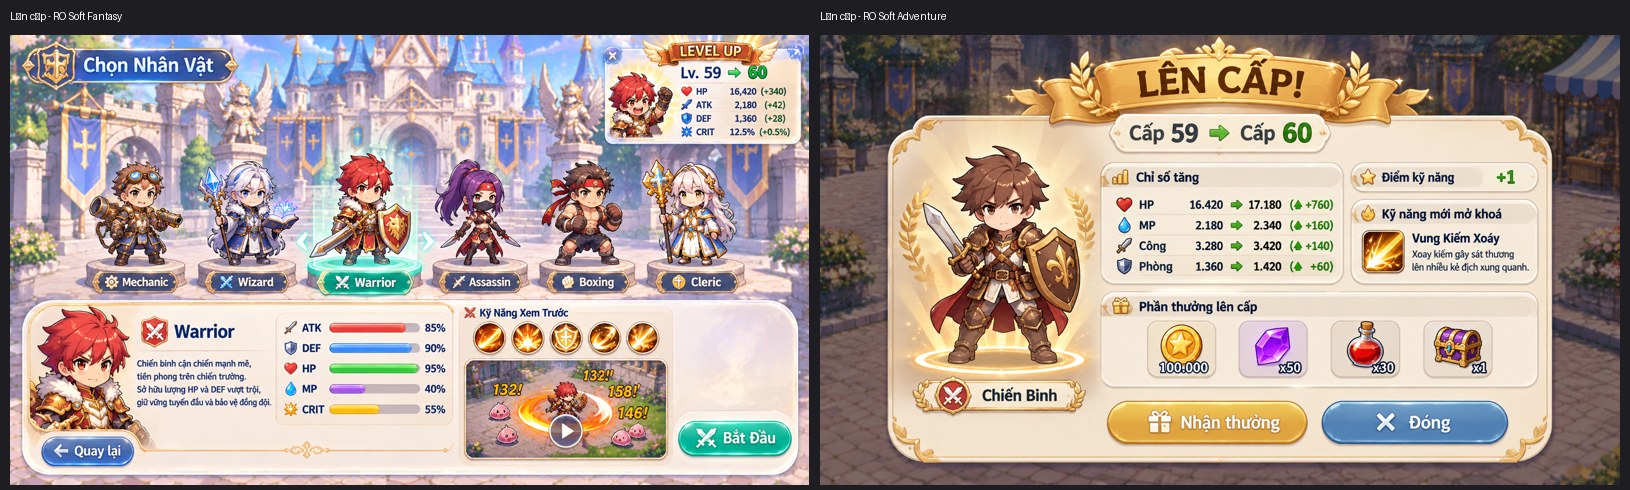 Lên cấp - RO Soft Fantasy
Chọn Nhân Vật
LEVEL UP
Lv. 59 60
HP 16,420 (+340)
ATK 2,180 (+42)
DEF 1,360 (+28)
CRIT 12.5% (+0.5%)
Mechanic
Wizard
Warrior
Assassin
Boxing
Cleric
Warrior
Chiến binh cận chiến mạnh mẽ,
tiên phong trên chiến trường.
Sở hữu lượng HP và DEF vượt trội,
giữ vững tuyến đầu và bảo vệ đồng đội.
ATK 85%
DEF 90%
HP 95%
MP 40%
CRIT 55%
Kỹ Năng Xem Trước
132!
132!!
158!
146!
Quay lại
Bắt Đầu
Lên cấp - RO Soft Adventure
LÊN CẤP!
Cấp 59 Cấp 60
Chỉ số tăng
HP 16.420 17.180 (+760)
MP 2.180 2.340 (+160)
Công 3.280 3.420 (+140)
Phòng 1.360 1.420 (+60)
Điểm kỹ năng +1
Kỹ năng mới mở khoá
Vung Kiếm Xoáy
Xoay kiếm gây sát thương
lên nhiều kẻ địch xung quanh.
Phần thưởng lên cấp
100.000
x50
x30
x1
Chiến Binh
Nhận thưởng
Đóng